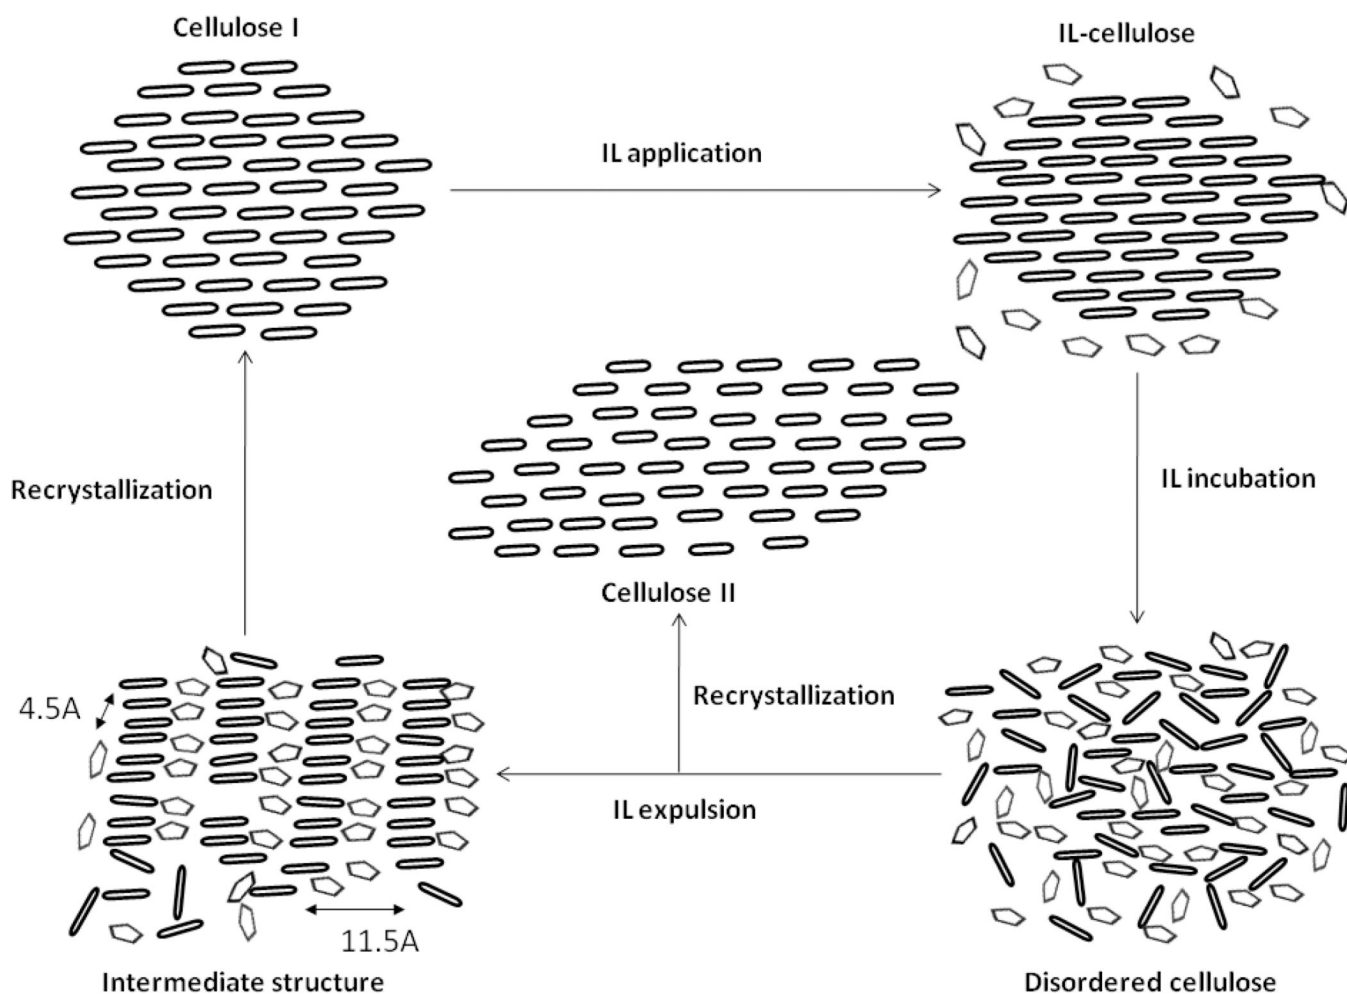 Cellulose I
IL-cellulose
IL application
Recrystallization
IL incubation
Cellulose II
Recrystallization
4.5A
IL expulsion
11.5A
Intermediate structure
Disordered cellulose